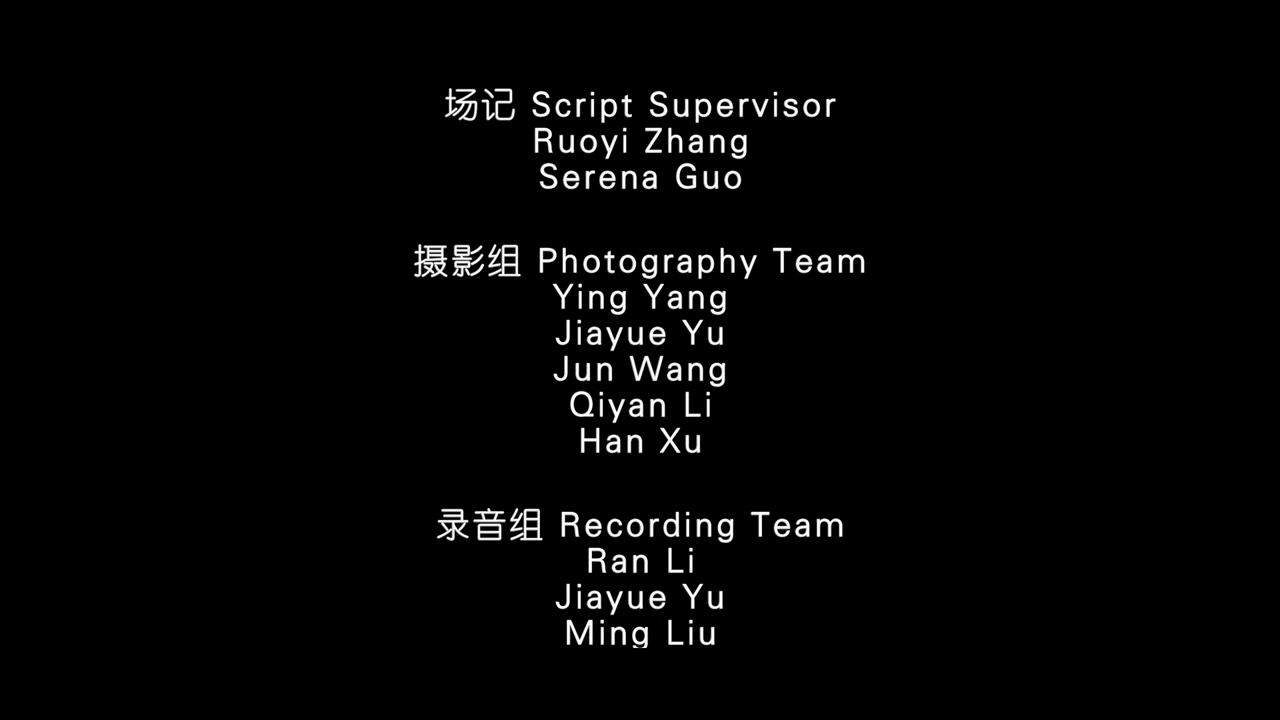 场记 Script Supervisor
Ruoyi Zhang
Serena Guo
摄影组 Photography Team
Ying Yang
Jiayue Yu
Jun Wang
Qiyan Li
Han Xu
录音组 Recording Team
Ran Li
Jiayue Yu
Ming Liu